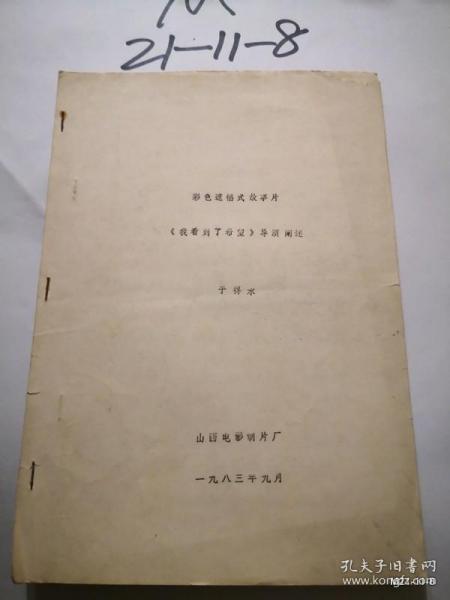 21-11-8
彩色遮幅式故事片
《我看到了希望》导演阐述
于得水
山西电影制片厂
一九八三年九月
孔夫子旧书网
www.kongfz.com